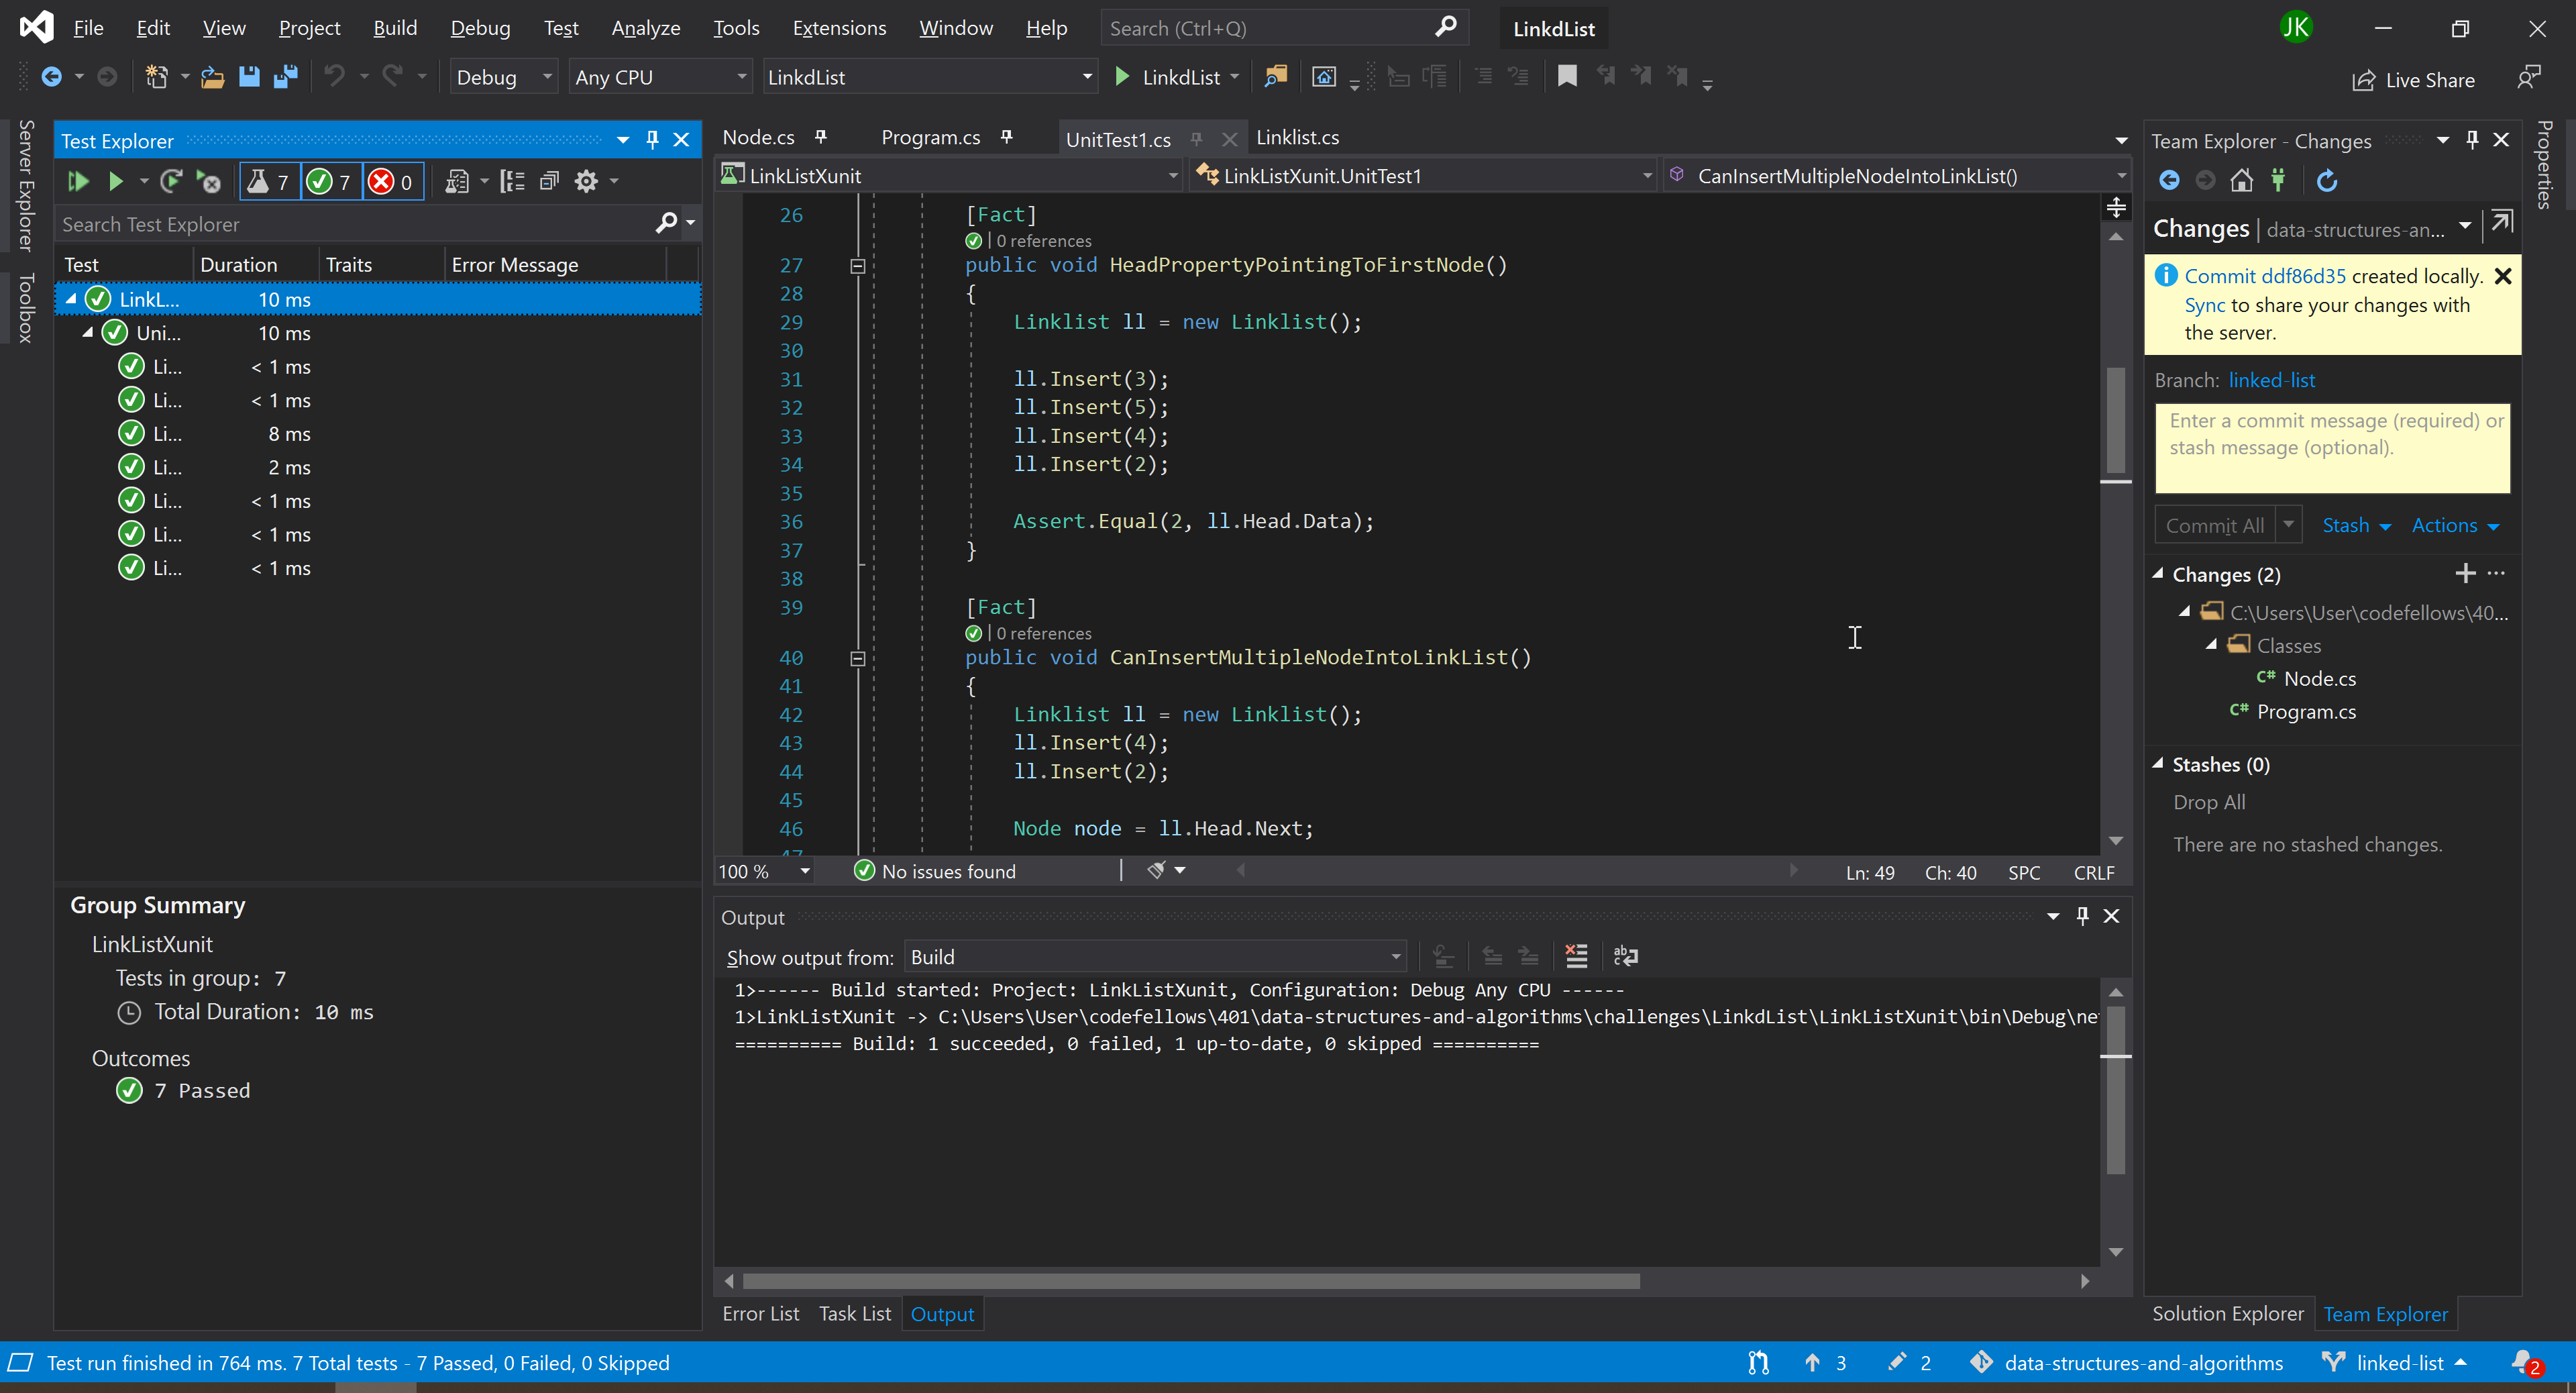 File Edit View Project Build Debug Test Analyze Tools Extensions Window Help Search (Ctrl+Q) LinkdList JK
Debug Any CPU LinkdList LinkdList Live Share
Server Explorer
Toolbox
Test Explorer
7 7 0
Search Test Explorer
Test Duration Traits Error Message
LinkL... 10 ms
Uni... 10 ms
Li... < 1 ms
Li... < 1 ms
Li... 8 ms
Li... 2 ms
Li... < 1 ms
Li... < 1 ms
Li... < 1 ms
Group Summary
LinkListXunit
Tests in group: 7
Total Duration: 10 ms
Outcomes
7 Passed
Node.cs Program.cs UnitTest1.cs Linklist.cs
LinkListXunit LinkListXunit.UnitTest1 CanInsertMultipleNodeIntoLinkList()
26 [Fact]
0 references
27 public void HeadPropertyPointingToFirstNode()
28 {
29 Linklist ll = new Linklist();
30
31 ll.Insert(3);
32 ll.Insert(5);
33 ll.Insert(4);
34 ll.Insert(2);
35
36 Assert.Equal(2, ll.Head.Data);
37 }
38
39 [Fact]
0 references
40 public void CanInsertMultipleNodeIntoLinkList()
41 {
42 Linklist ll = new Linklist();
43 ll.Insert(4);
44 ll.Insert(2);
45
46 Node node = ll.Head.Next;
47
100 % No issues found Ln: 49 Ch: 40 SPC CRLF
Output
Show output from: Build
1>------ Build started: Project: LinkListXunit, Configuration: Debug Any CPU ------
1>LinkListXunit -> C:\Users\User\codefellows\401\data-structures-and-algorithms\challenges\LinkdList\LinkListXunit\bin\Debug\ne
========== Build: 1 succeeded, 0 failed, 1 up-to-date, 0 skipped ==========
Error List Task List Output
Team Explorer - Changes
Changes | data-structures-an...
Commit ddf86d35 created locally.
Sync to share your changes with
the server.
Branch: linked-list
Enter a commit message (required) or
stash message (optional).
Commit All Stash Actions
Changes (2)
C:\Users\User\codefellows\40...
Classes
C# Node.cs
C# Program.cs
Stashes (0)
Drop All
There are no stashed changes.
Solution Explorer Team Explorer
Properties
Test run finished in 764 ms. 7 Total tests - 7 Passed, 0 Failed, 0 Skipped 3 2 data-structures-and-algorithms linked-list 2